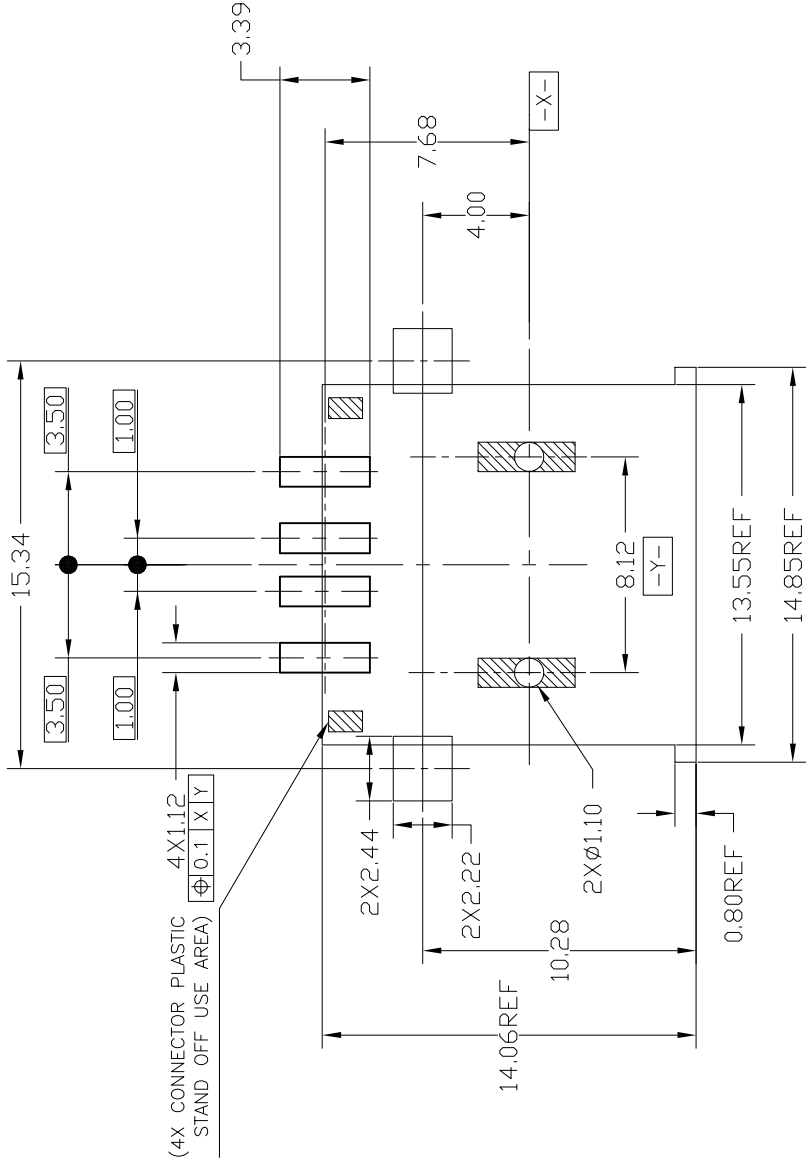 3.39
15.34
3.50
3.50
1.00
1.00
7.68
-X-
4.00
4X1.12
⌖ 0.1 X Y
(4X CONNECTOR PLASTIC
STAND OFF USE AREA)
8.12
-Y-
13.55REF
14.85REF
2X2.44
2X2.22
2XØ1.10
10.28
0.80REF
14.06REF